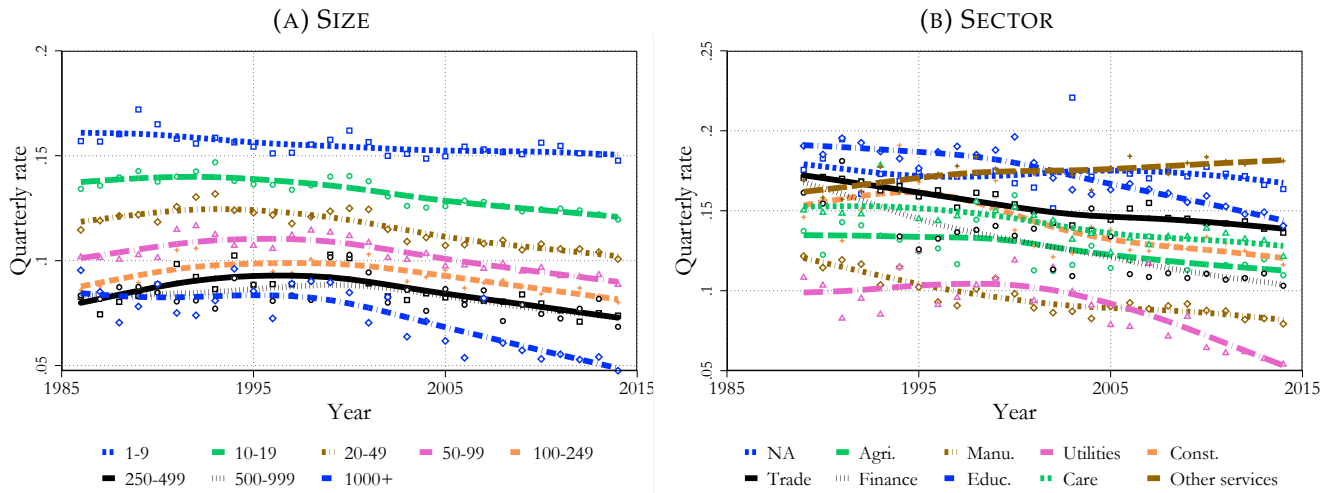 (A) SIZE
Quarterly rate
.2
.15
.1
.05
1985
1995
2005
2015
Year
1-9
10-19
20-49
50-99
100-249
250-499
500-999
1000+
(B) SECTOR
Quarterly rate
.25
.2
.15
.1
.05
1985
1995
2005
2015
Year
NA
Agri.
Manu.
Utilities
Const.
Trade
Finance
Educ.
Care
Other services